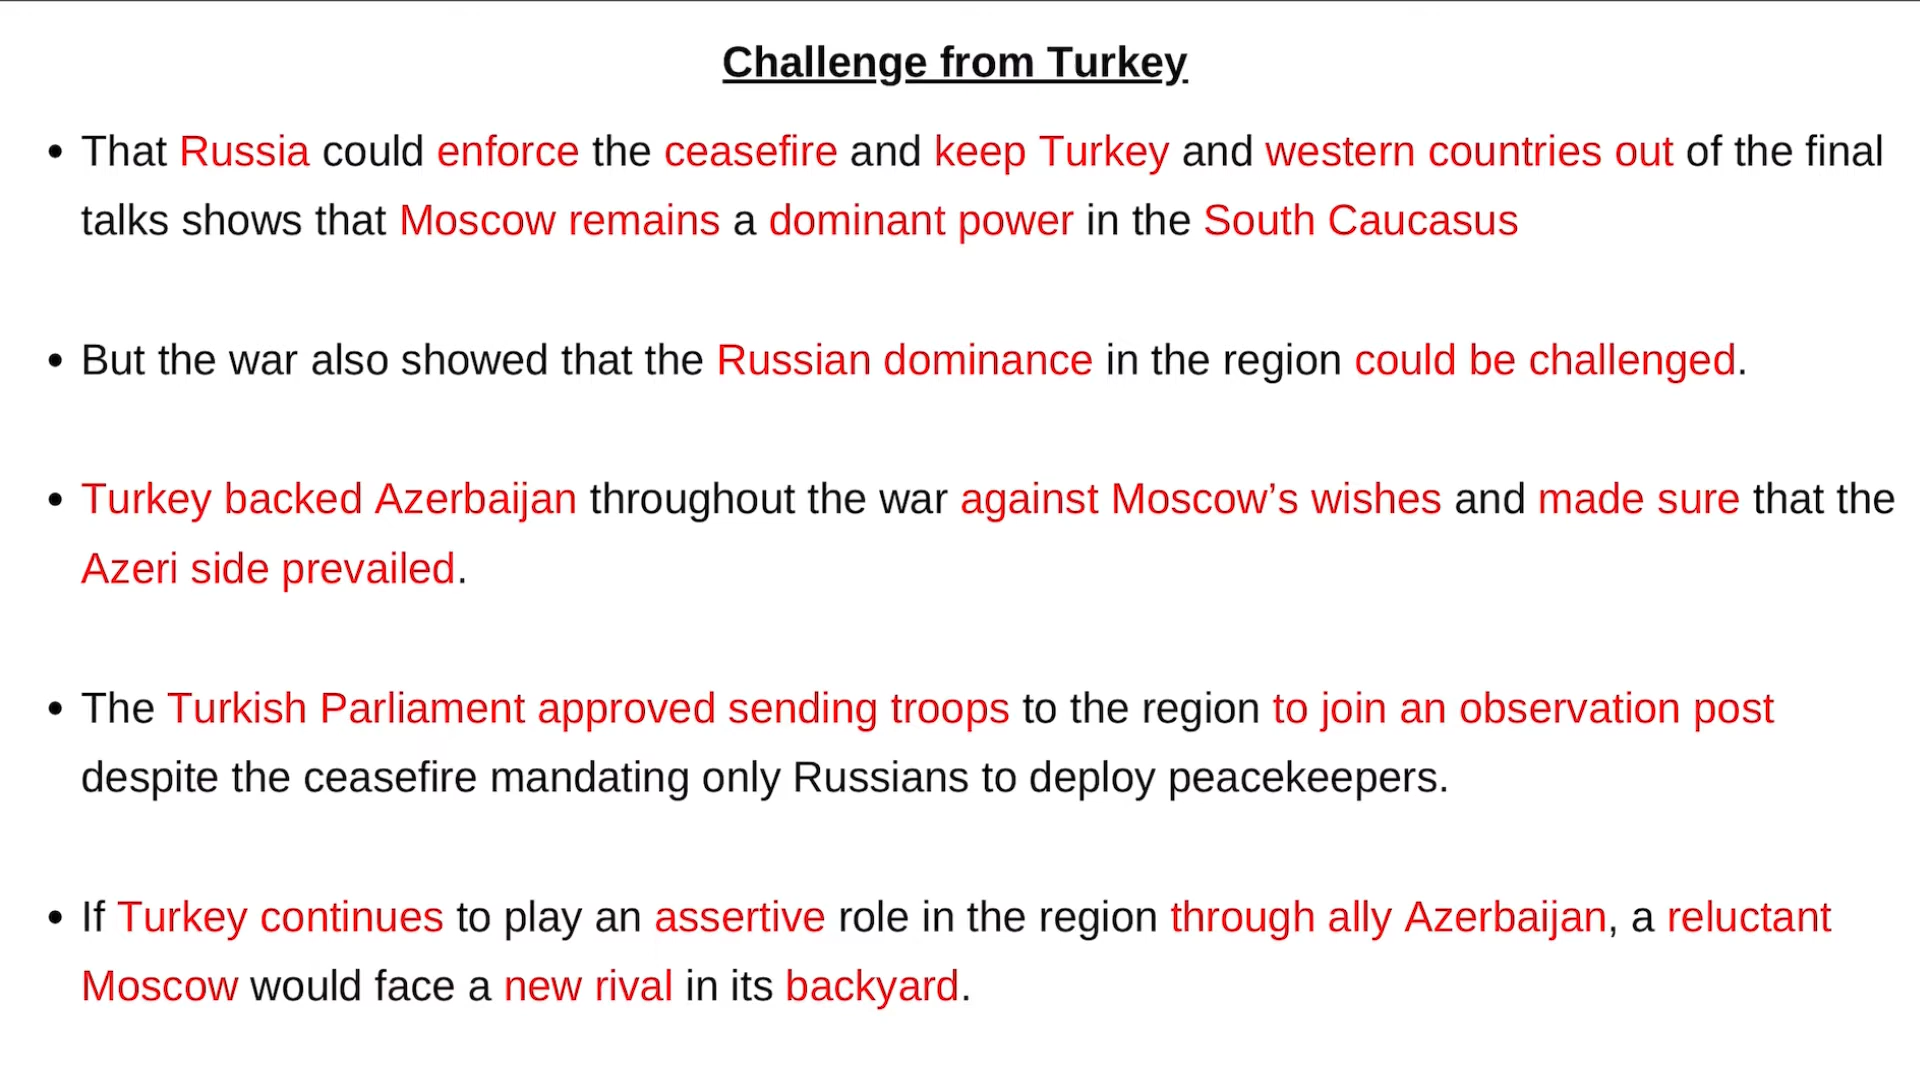 Challenge from Turkey
• That Russia could enforce the ceasefire and keep Turkey and western countries out of the final
talks shows that Moscow remains a dominant power in the South Caucasus
• But the war also showed that the Russian dominance in the region could be challenged.
• Turkey backed Azerbaijan throughout the war against Moscow’s wishes and made sure that the
Azeri side prevailed.
• The Turkish Parliament approved sending troops to the region to join an observation post
despite the ceasefire mandating only Russians to deploy peacekeepers.
• If Turkey continues to play an assertive role in the region through ally Azerbaijan, a reluctant
Moscow would face a new rival in its backyard.